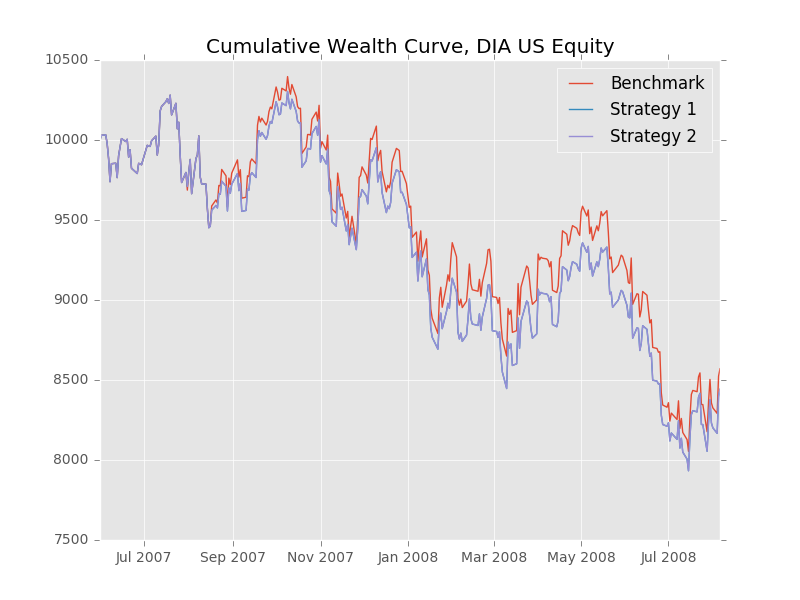 Cumulative Wealth Curve, DIA US Equity
10500
10000
9500
9000
8500
8000
7500
Benchmark
Strategy 1
Strategy 2
Jul 2007 Sep 2007 Nov 2007 Jan 2008 Mar 2008 May 2008 Jul 2008